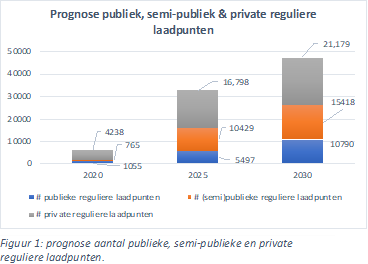 Prognose publiek, semi-publiek & private reguliere
laadpunten
50000
40000
30000
20000
10000
0
4238
765
1055
16,798
10429
5497
21,179
15418
10790
2020
2025
2030
# publieke reguliere laadpunten
# (semi)publieke reguliere laadpunten
# private reguliere laadpunten
Figuur 1: prognose aantal publieke, semi-publieke en private
reguliere laadpunten.